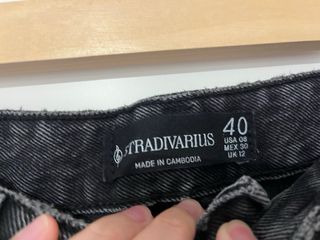 STRADIVARIUS
MADE IN CAMBODIA
40
USA 08
MEX 30
UK 12